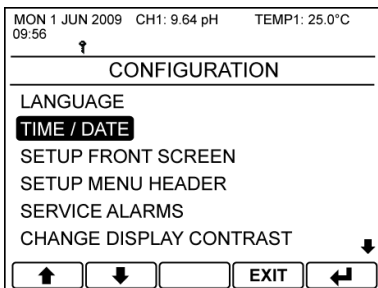 MON 1 JUN 2009 CH1: 9.64 pH TEMP1: 25.0°C
09:56
CONFIGURATION
LANGUAGE
TIME / DATE
SETUP FRONT SCREEN
SETUP MENU HEADER
SERVICE ALARMS
CHANGE DISPLAY CONTRAST
EXIT